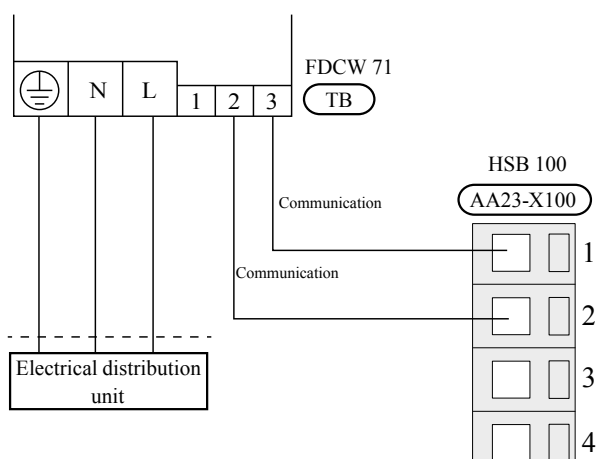 FDCW 71
N L 1 2 3 TB
HSB 100
AA23-X100
Communication
1
Communication
2
Electrical distribution
unit
3
4